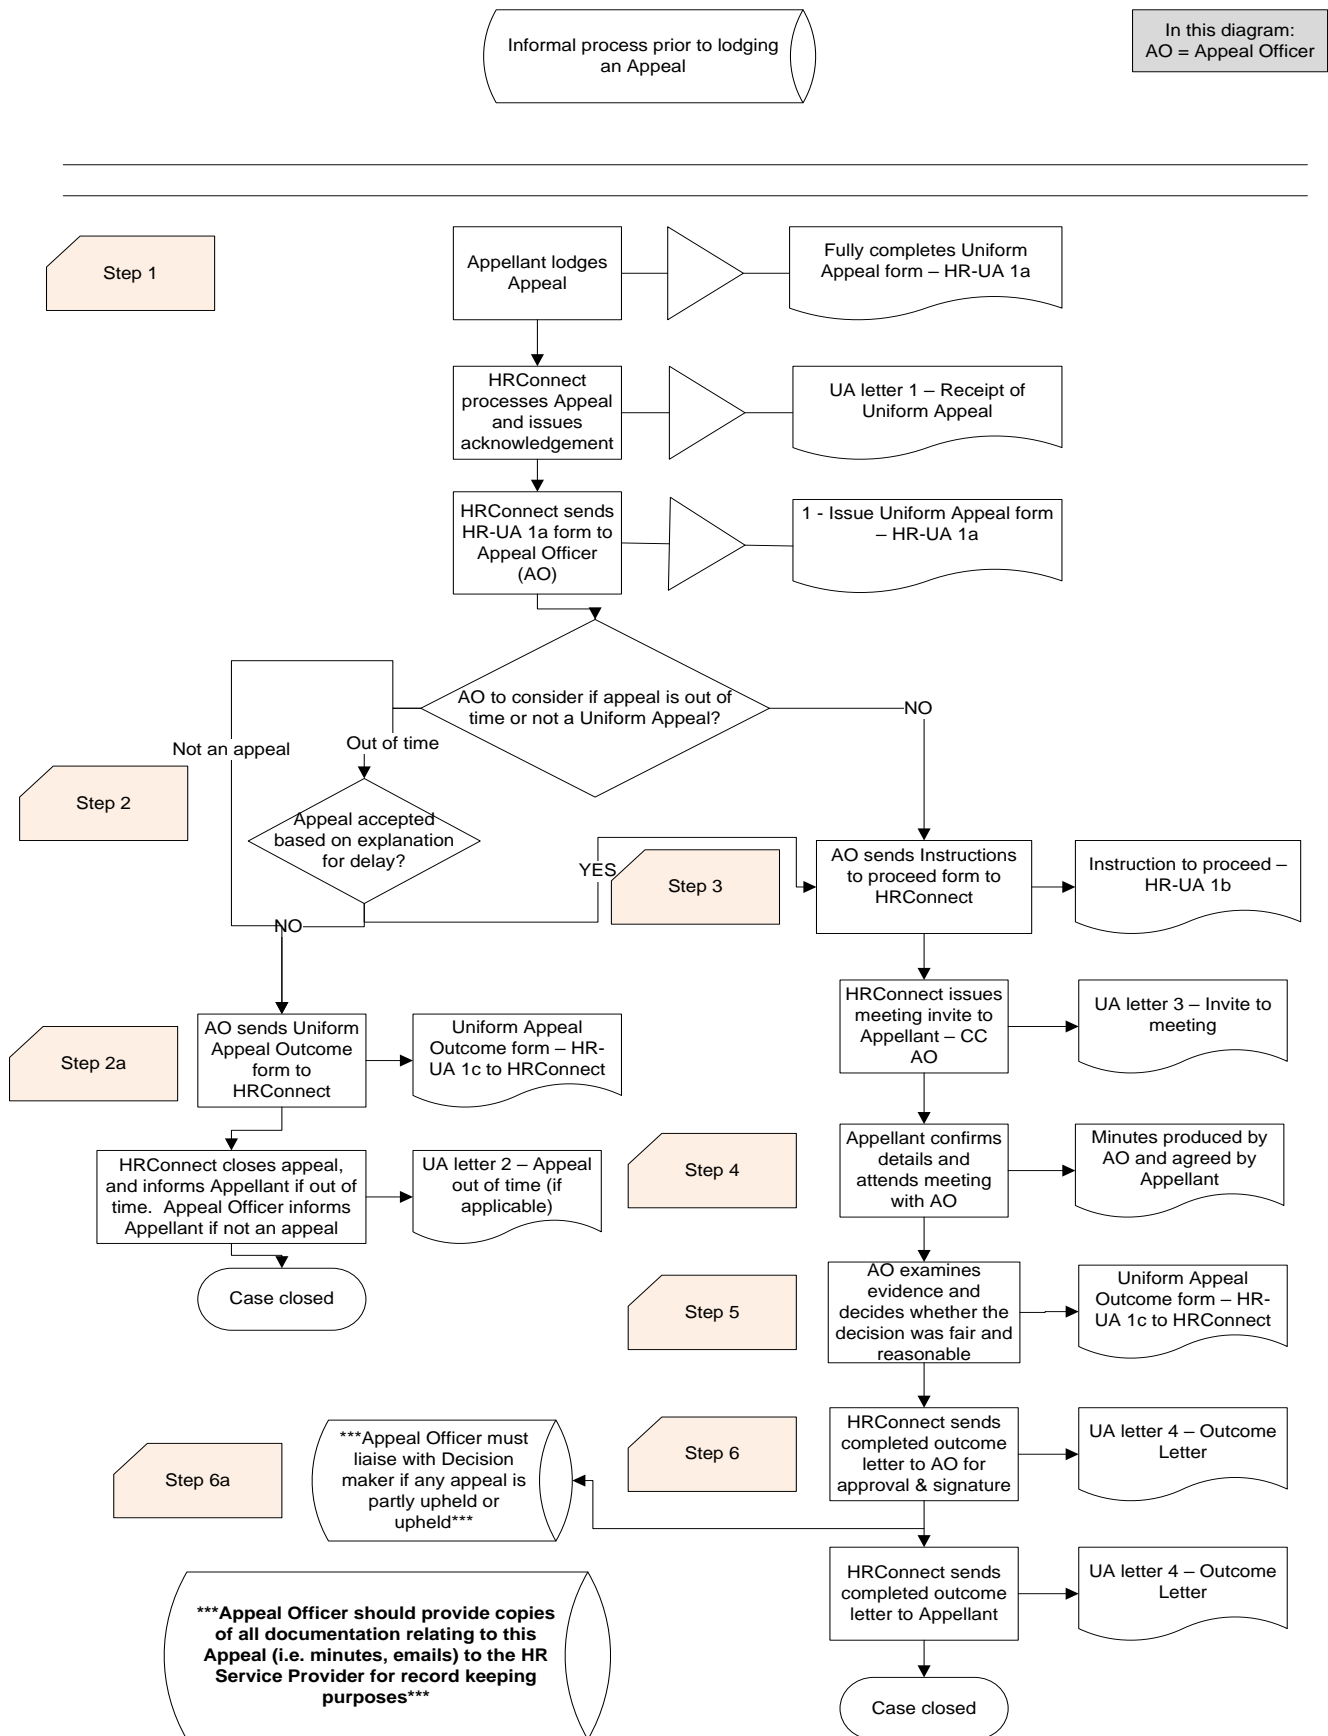 Informal process prior to lodging
an Appeal
In this diagram:
AO = Appeal Officer
Step 1
Appellant lodges
Appeal
Fully completes Uniform
Appeal form – HR-UA 1a
HRConnect
processes Appeal
and issues
acknowledgement
UA letter 1 – Receipt of
Uniform Appeal
HRConnect sends
HR-UA 1a form to
Appeal Officer
(AO)
1 - Issue Uniform Appeal form
– HR-UA 1a
AO to consider if appeal is out of
time or not a Uniform Appeal?
NO
Not an appeal
Out of time
Step 2
Appeal accepted
based on explanation
for delay?
YES
NO
Step 3
AO sends Instructions
to proceed form to
HRConnect
Instruction to proceed –
HR-UA 1b
HRConnect issues
meeting invite to
Appellant – CC
AO
UA letter 3 – Invite to
meeting
Step 2a
AO sends Uniform
Appeal Outcome
form to
HRConnect
Uniform Appeal
Outcome form – HR-
UA 1c to HRConnect
HRConnect closes appeal,
and informs Appellant if out of
time.  Appeal Officer informs
Appellant if not an appeal
UA letter 2 – Appeal
out of time (if
applicable)
Case closed
Step 4
Appellant confirms
details and
attends meeting
with AO
Minutes produced by
AO and agreed by
Appellant
Step 5
AO examines
evidence and
decides whether the
decision was fair and
reasonable
Uniform Appeal
Outcome form – HR-
UA 1c to HRConnect
Step 6
HRConnect sends
completed outcome
letter to AO for
approval & signature
UA letter 4 – Outcome
Letter
Step 6a
***Appeal Officer must
liaise with Decision
maker if any appeal is
partly upheld or
upheld***
HRConnect sends
completed outcome
letter to Appellant
UA letter 4 – Outcome
Letter
***Appeal Officer should provide copies
of all documentation relating to this
Appeal (i.e. minutes, emails) to the HR
Service Provider for record keeping
purposes***
Case closed